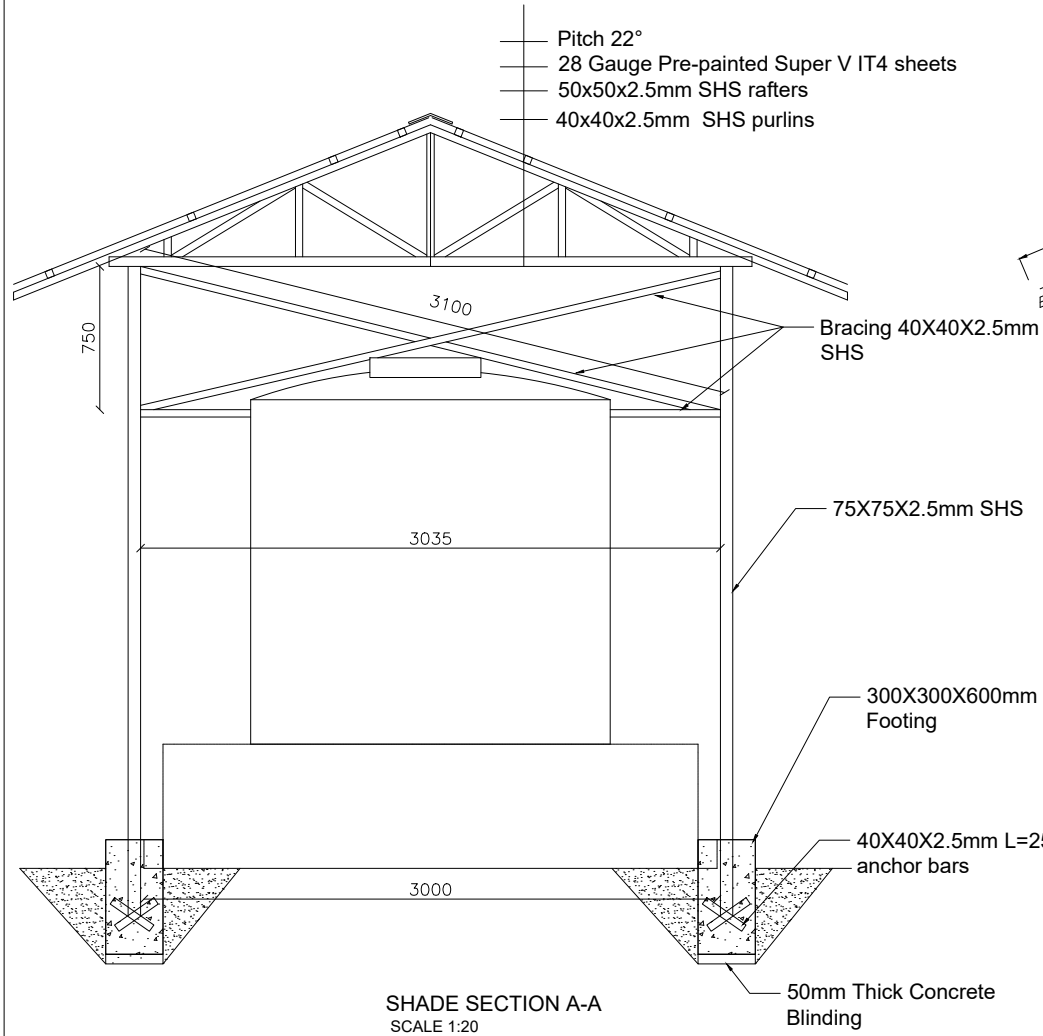 Pitch 22°
28 Gauge Pre-painted Super V IT4 sheets
50x50x2.5mm SHS rafters
40x40x2.5mm  SHS purlins
3100
750
Bracing 40X40X2.5mm
SHS
75X75X2.5mm SHS
3035
300X300X600mm
Footing
40X40X2.5mm L=25
anchor bars
3000
50mm Thick Concrete
Blinding
SHADE SECTION A-A
SCALE 1:20